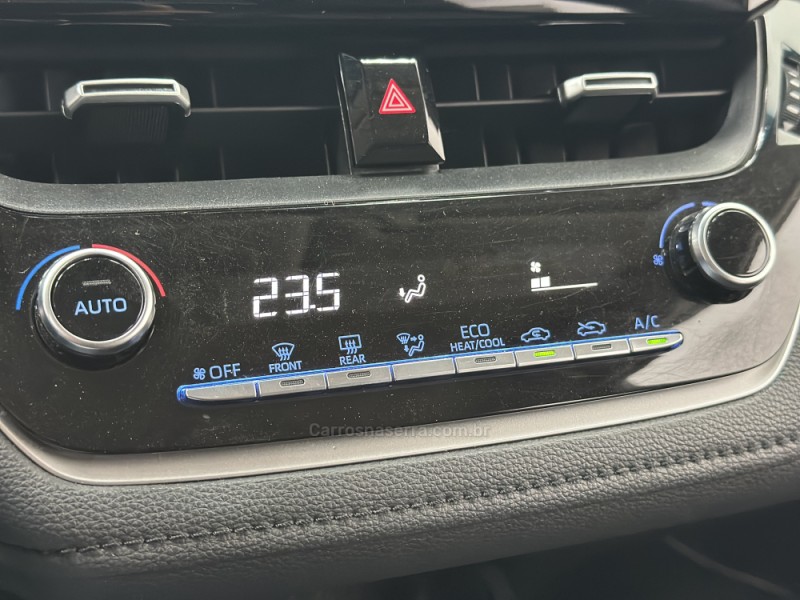 AUTO
23.5
OFF
FRONT
REAR
ECO
HEAT/COOL
A/C
Carrosnaserra.com.br